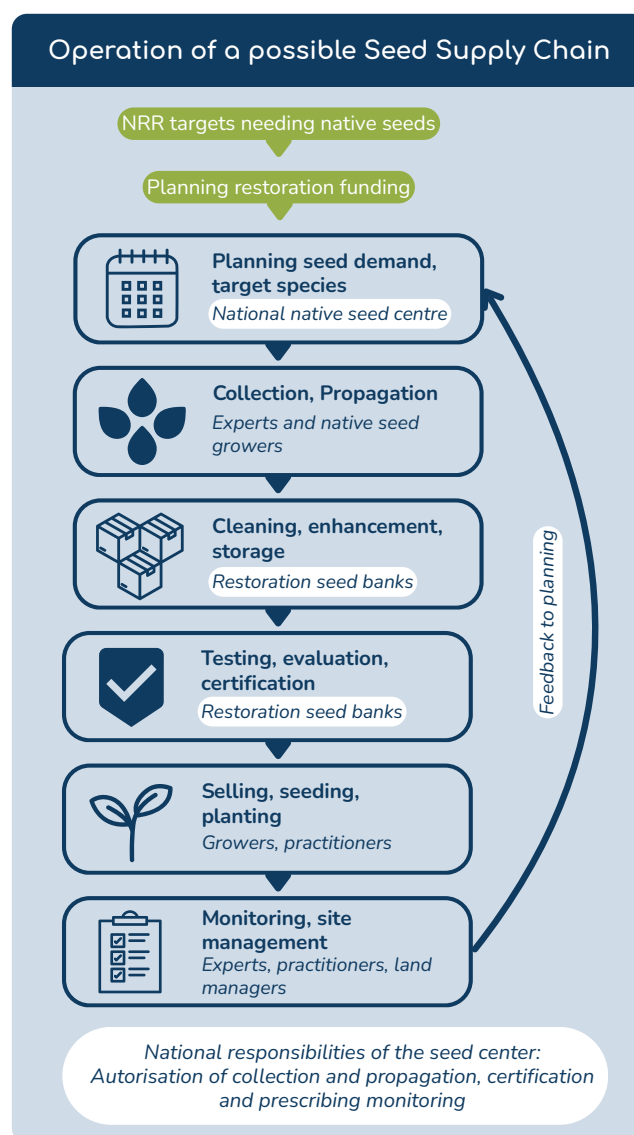 Operation of a possible Seed Supply Chain
NRR targets needing native seeds
Planning restoration funding
Planning seed demand,
target species
National native seed centre
Collection, Propagation
Experts and native seed
growers
Cleaning, enhancement,
storage
Restoration seed banks
Testing, evaluation,
certification
Restoration seed banks
Selling, seeding,
planting
Growers, practitioners
Monitoring, site
management
Experts, practitioners, land
managers
Feedback to planning
National responsibilities of the seed center:
Autorisation of collection and propagation, certification
and prescribing monitoring